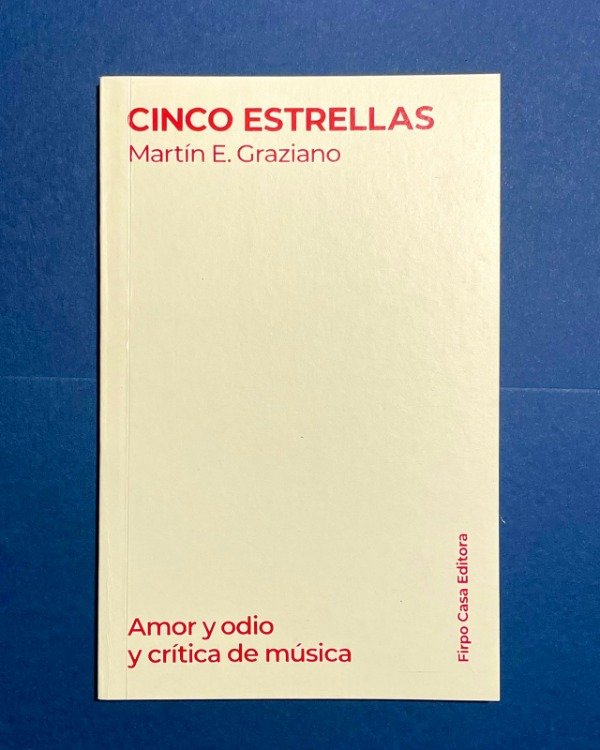 CINCO ESTRELLAS
Martín E. Graziano
Amor y odio
y crítica de música
Firpo Casa Editora